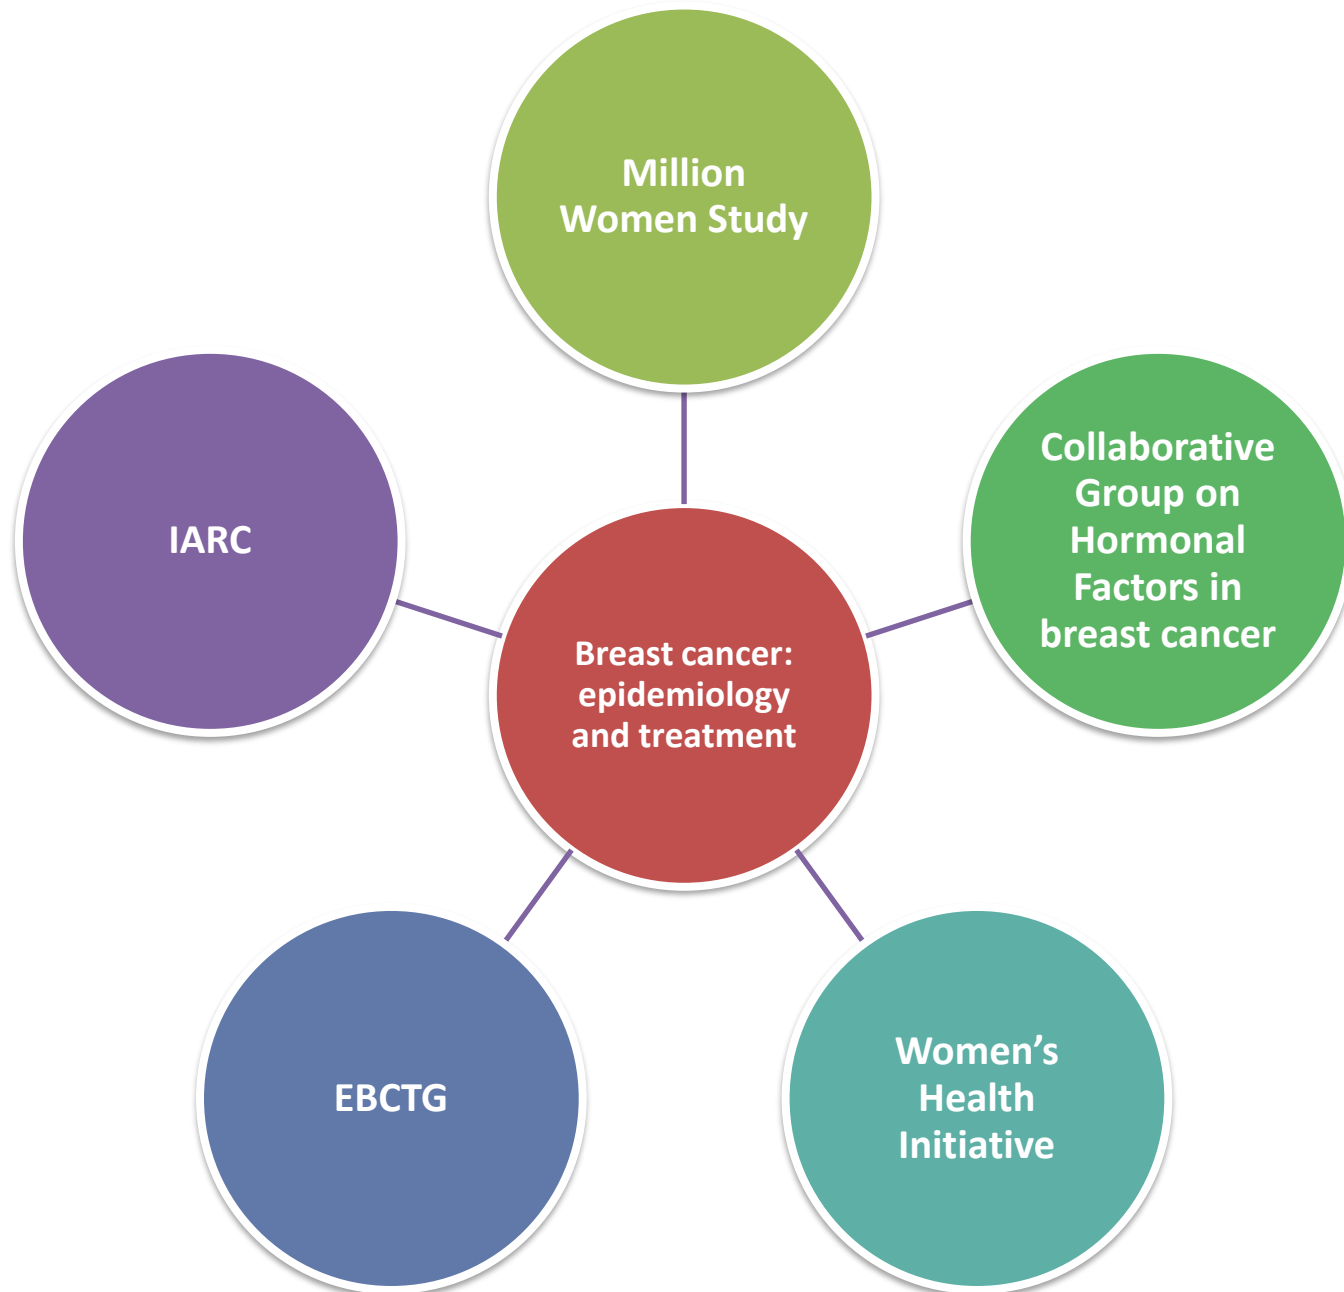 Million
Women Study
Collaborative
Group on
Hormonal
Factors in
breast cancer
IARC
Breast cancer:
epidemiology
and treatment
Women’s
Health
Initiative
EBCTG